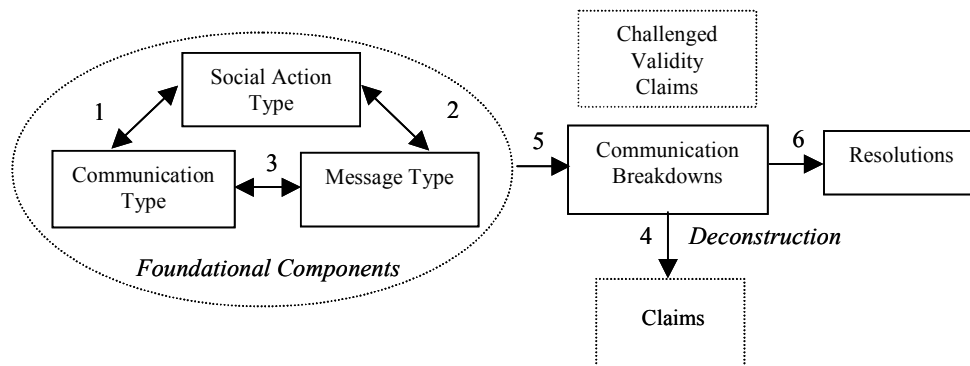 Challenged
Validity
Claims
Social Action
Type
1
2
3
Communication
Type
Message Type
Foundational Components
5
Communication
Breakdowns
6
Resolutions
4
Deconstruction
Claims